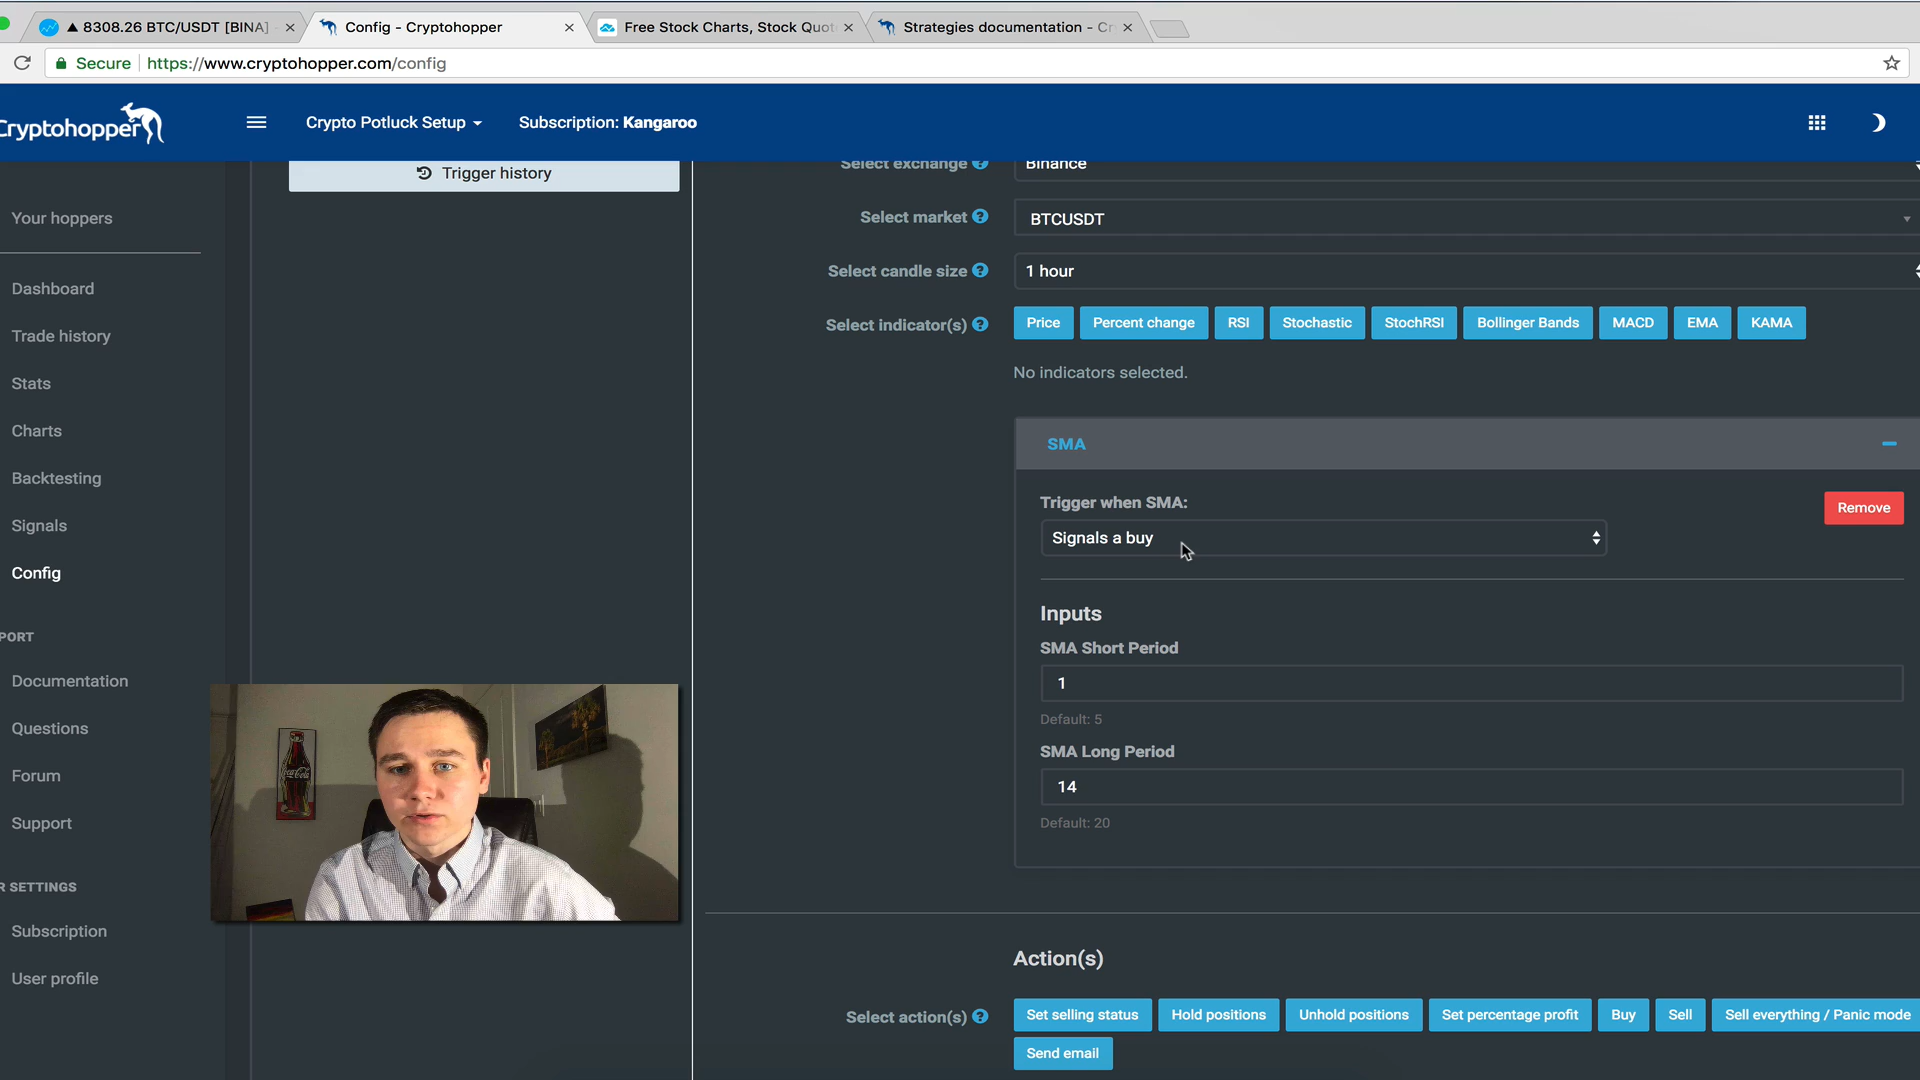 ▲ 8308.26 BTC/USDT [BINA]
Config - Cryptohopper
Free Stock Charts, Stock Quot
Strategies documentation - Cr
Secure https://www.cryptohopper.com/config
Cryptohopper
Crypto Potluck Setup
Subscription: Kangaroo
Trigger history
Select exchange
Binance
Your hoppers
Select market
BTCUSDT
Select candle size
1 hour
Dashboard
Select indicator(s)
Price
Percent change
RSI
Stochastic
StochRSI
Bollinger Bands
MACD
EMA
KAMA
Trade history
No indicators selected.
Stats
Charts
SMA
Backtesting
Trigger when SMA:
Remove
Signals
Signals a buy
Config
Inputs
PORT
SMA Short Period
Documentation
1
Default: 5
Questions
SMA Long Period
Forum
14
Support
Default: 20
Coca-Cola
R SETTINGS
Subscription
Action(s)
User profile
Select action(s)
Set selling status
Hold positions
Unhold positions
Set percentage profit
Buy
Sell
Sell everything / Panic mode
Send email